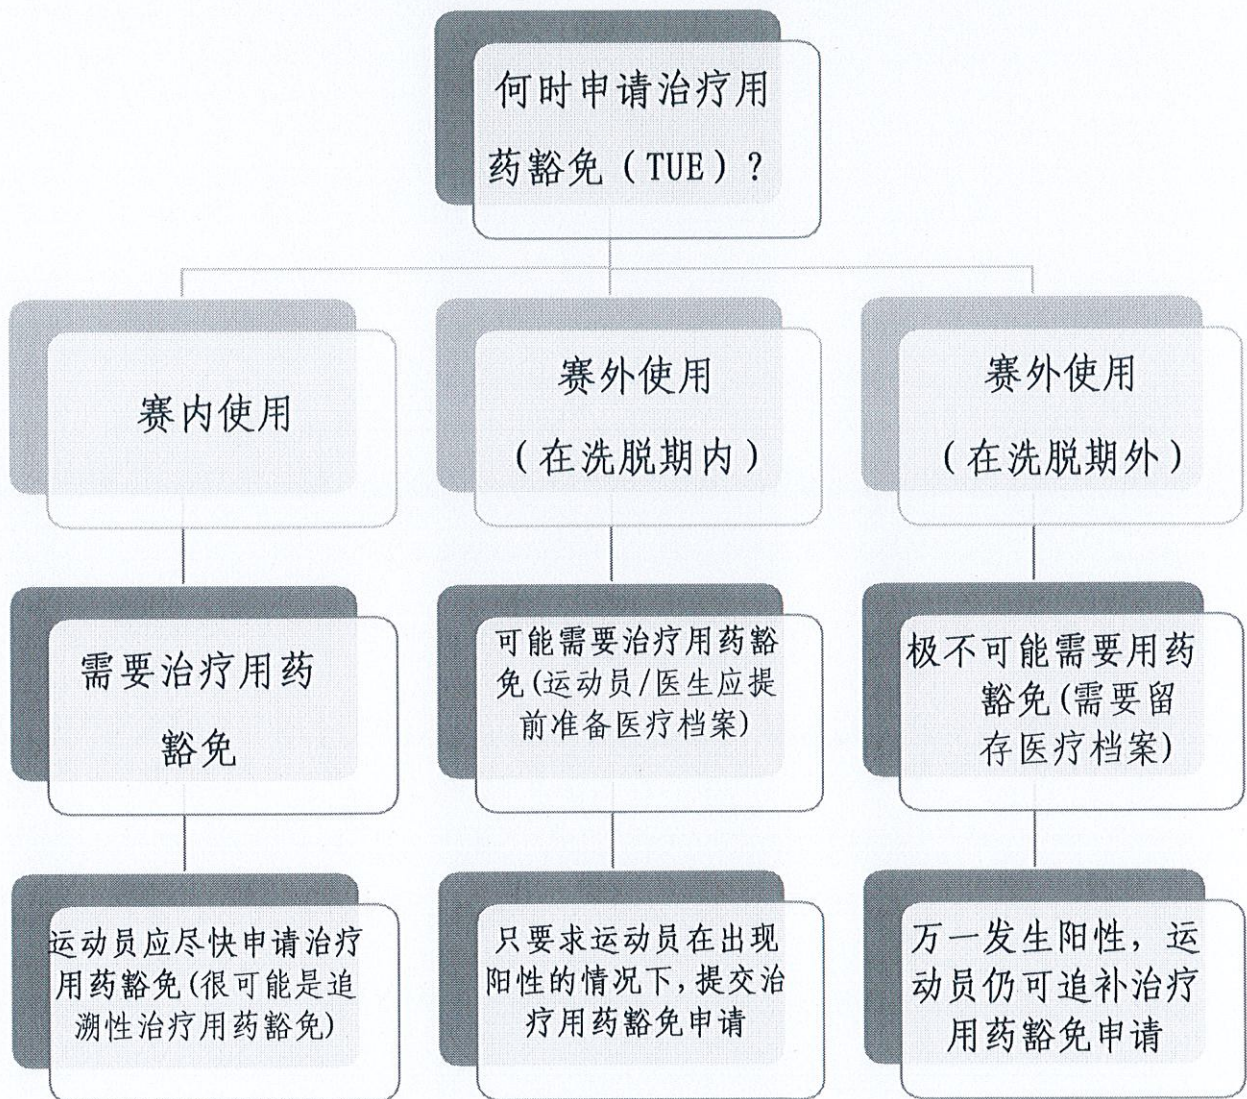 何时申请治疗用
药豁免（TUE）?
赛内使用
赛外使用
（在洗脱期内）
赛外使用
（在洗脱期外）
需要治疗用药
豁免
可能需要治疗用药豁
免(运动员/医生应提
前准备医疗档案)
极不可能需要用药
豁免(需要留
存医疗档案)
运动员应尽快申请治疗
用药豁免(很可能是追
溯性治疗用药豁免)
只要求运动员在出现
阳性的情况下,提交治
疗用药豁免申请
万一发生阳性，运
动员仍可追补治疗
用药豁免申请